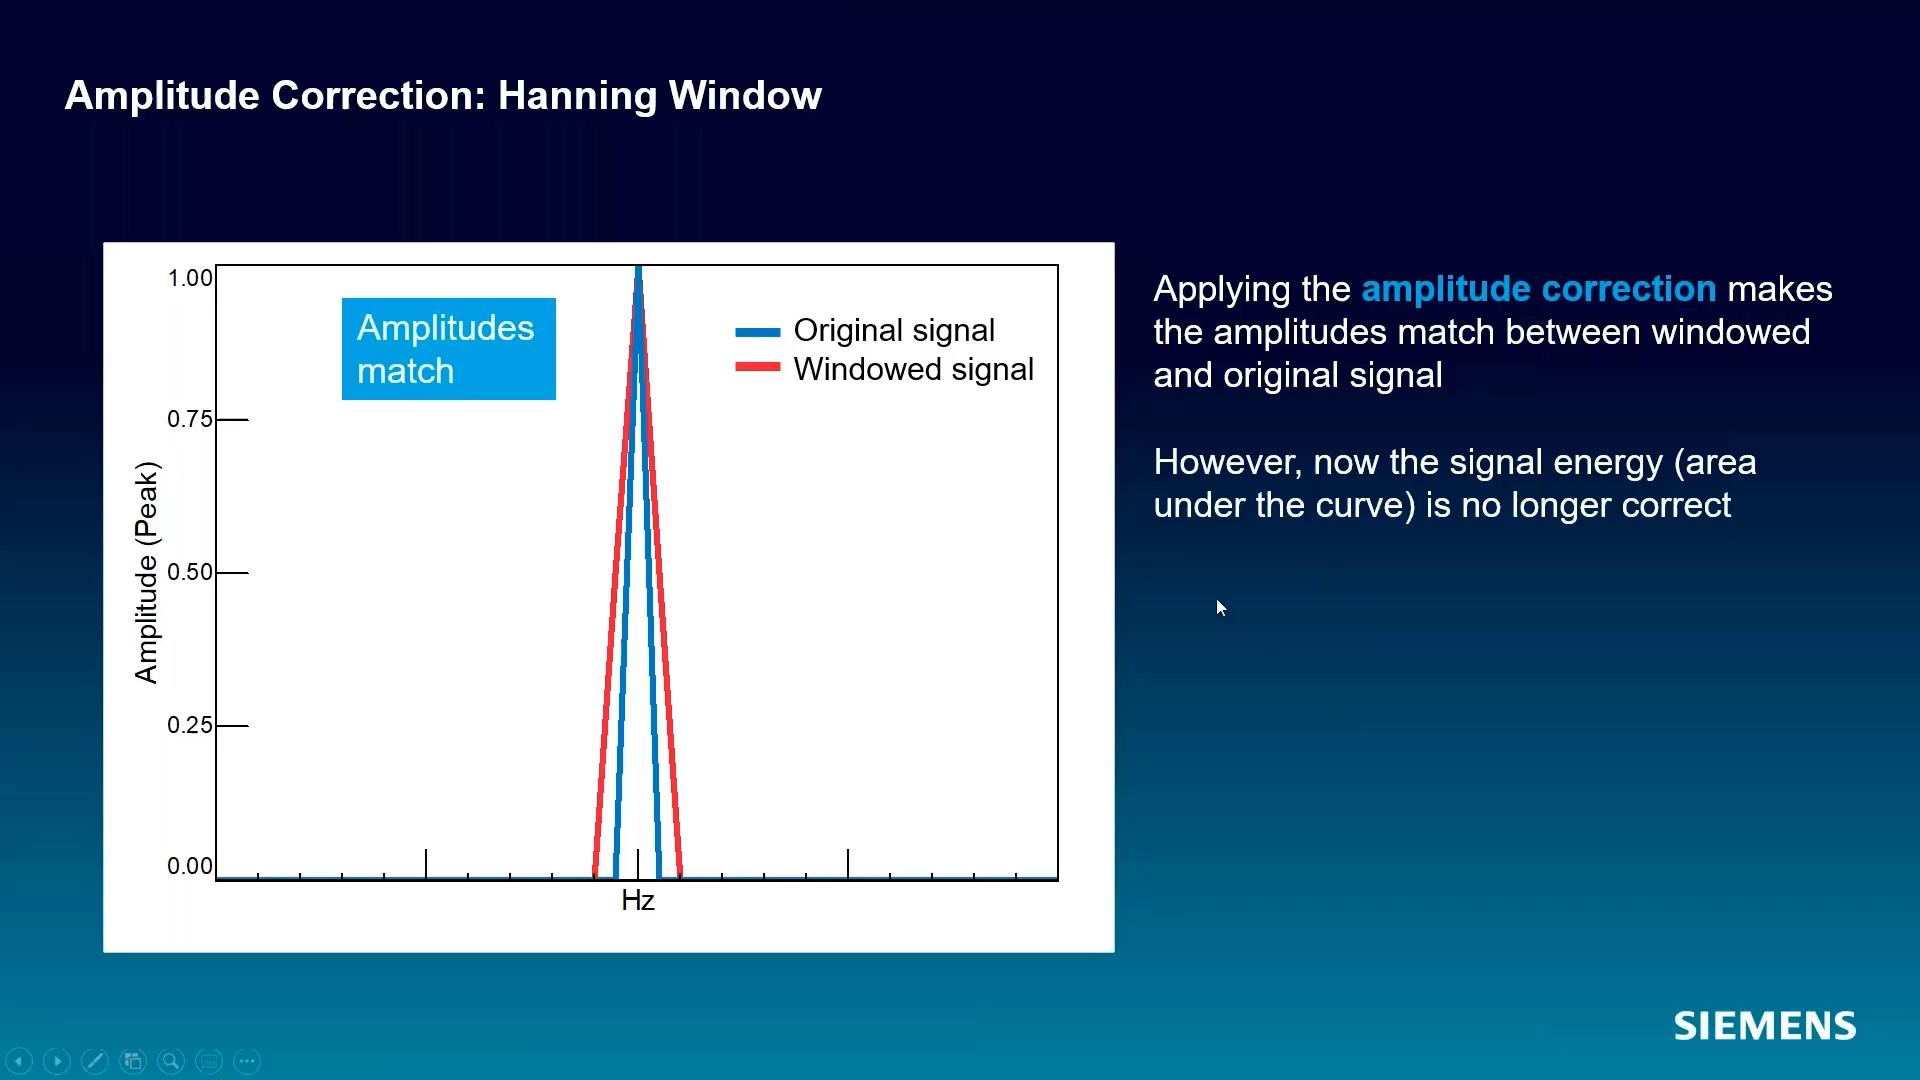 Amplitude Correction: Hanning Window
1.00
0.75
0.50
0.25
0.00
Amplitude (Peak)
Hz
Amplitudes
match
Original signal
Windowed signal
Applying the amplitude correction makes
the amplitudes match between windowed
and original signal
However, now the signal energy (area
under the curve) is no longer correct
SIEMENS